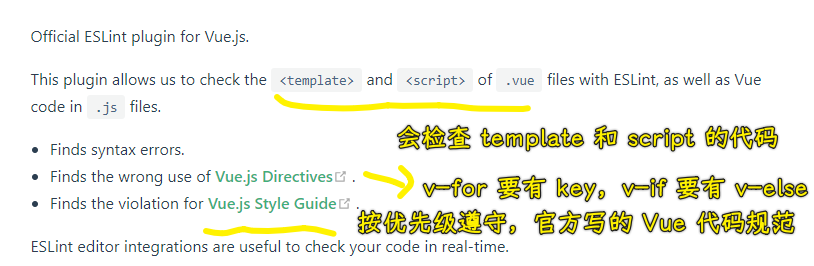 Official ESLint plugin for Vue.js.
This plugin allows us to check the <template> and <script> of .vue files with ESLint, as well as Vue
code in .js files.
会检查 template 和 script 的代码
• Finds syntax errors.
• Finds the wrong use of Vue.js Directives .
v-for 要有 key，v-if 要有 v-else
• Finds the violation for Vue.js Style Guide .
按优先级遵守，官方写的 Vue 代码规范
ESLint editor integrations are useful to check your code in real-time.